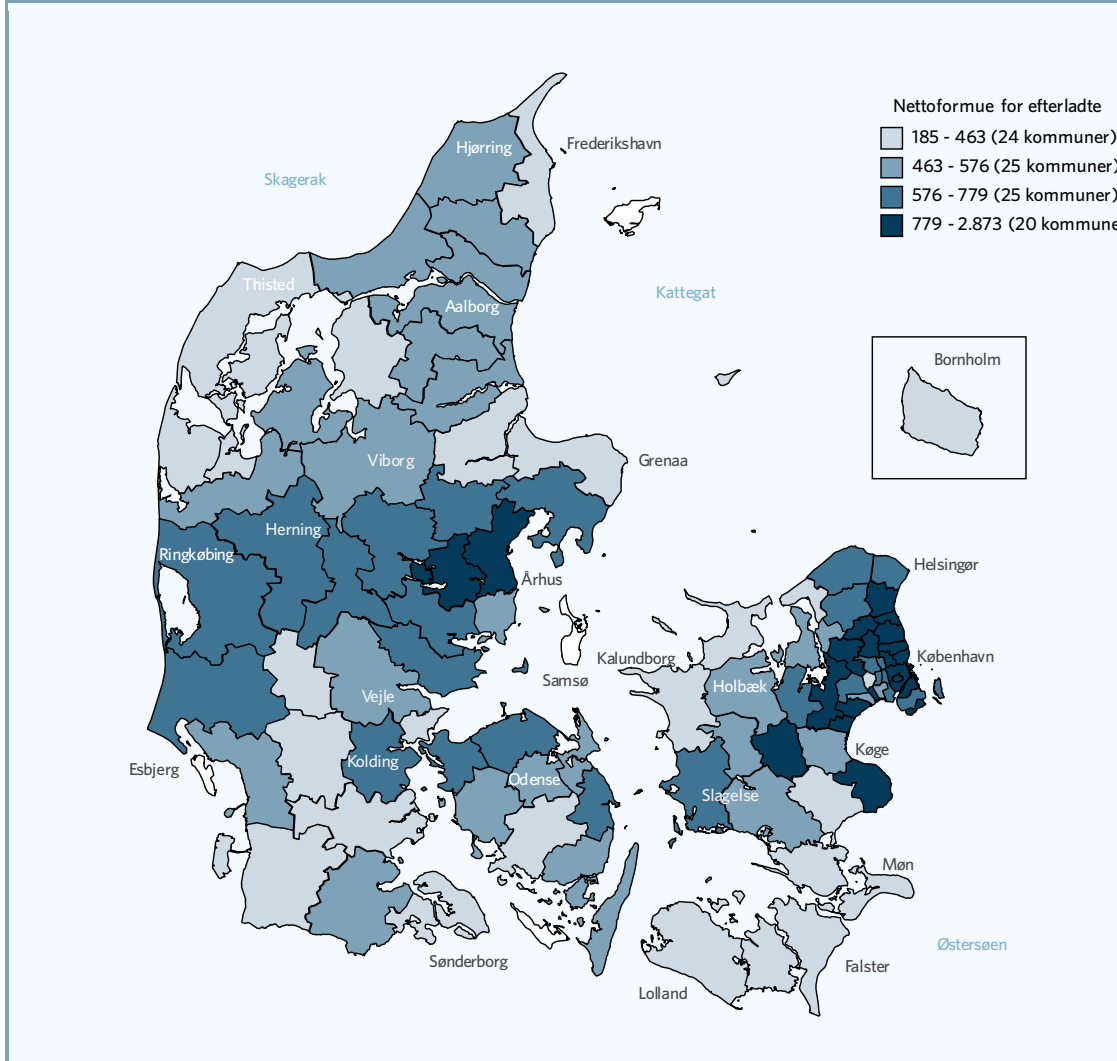 Nettoformue for efterladte
185 - 463 (24 kommuner)
463 - 576 (25 kommuner)
576 - 779 (25 kommuner)
779 - 2.873 (20 kommune
Hjørring
Frederikshavn
Skagerak
Thisted
Aalborg
Kattegat
Bornholm
Viborg
Grenaa
Herning
Ringkøbing
Århus
Helsingør
Kalundborg
København
Samsø
Holbæk
Vejle
Køge
Esbjerg
Kolding
Odense
Slagelse
Møn
Østersøen
Sønderborg
Falster
Lolland